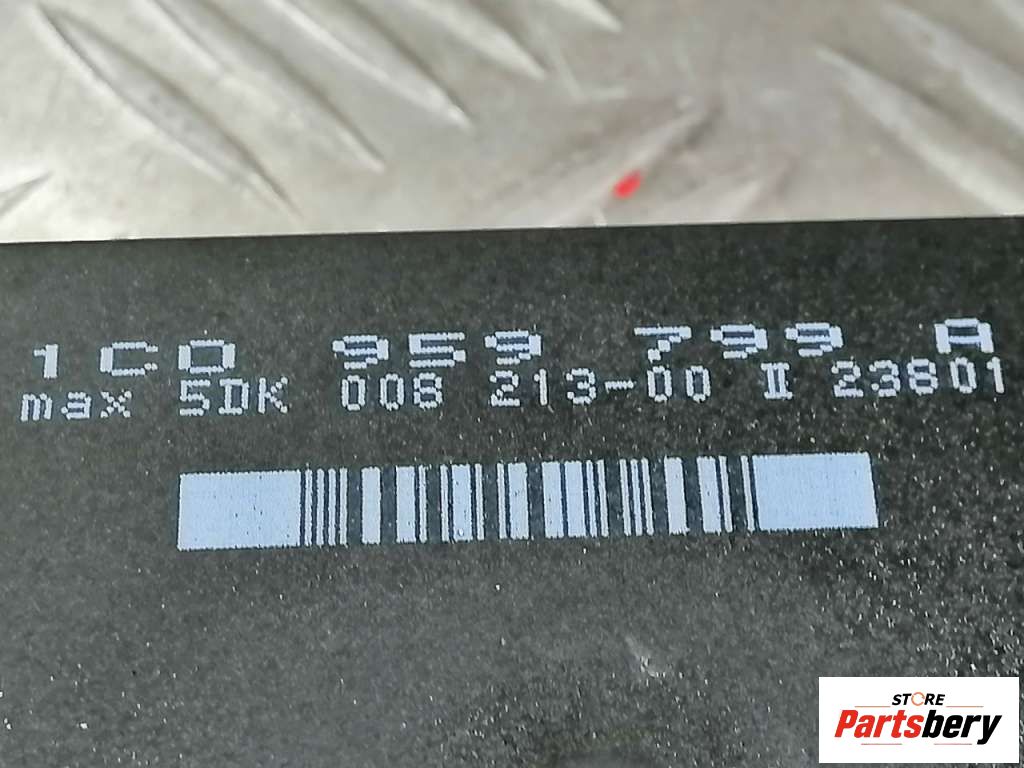 1C0 959 799 A
max 5DK 008 213-00 II 23801
STORE
Partsbery